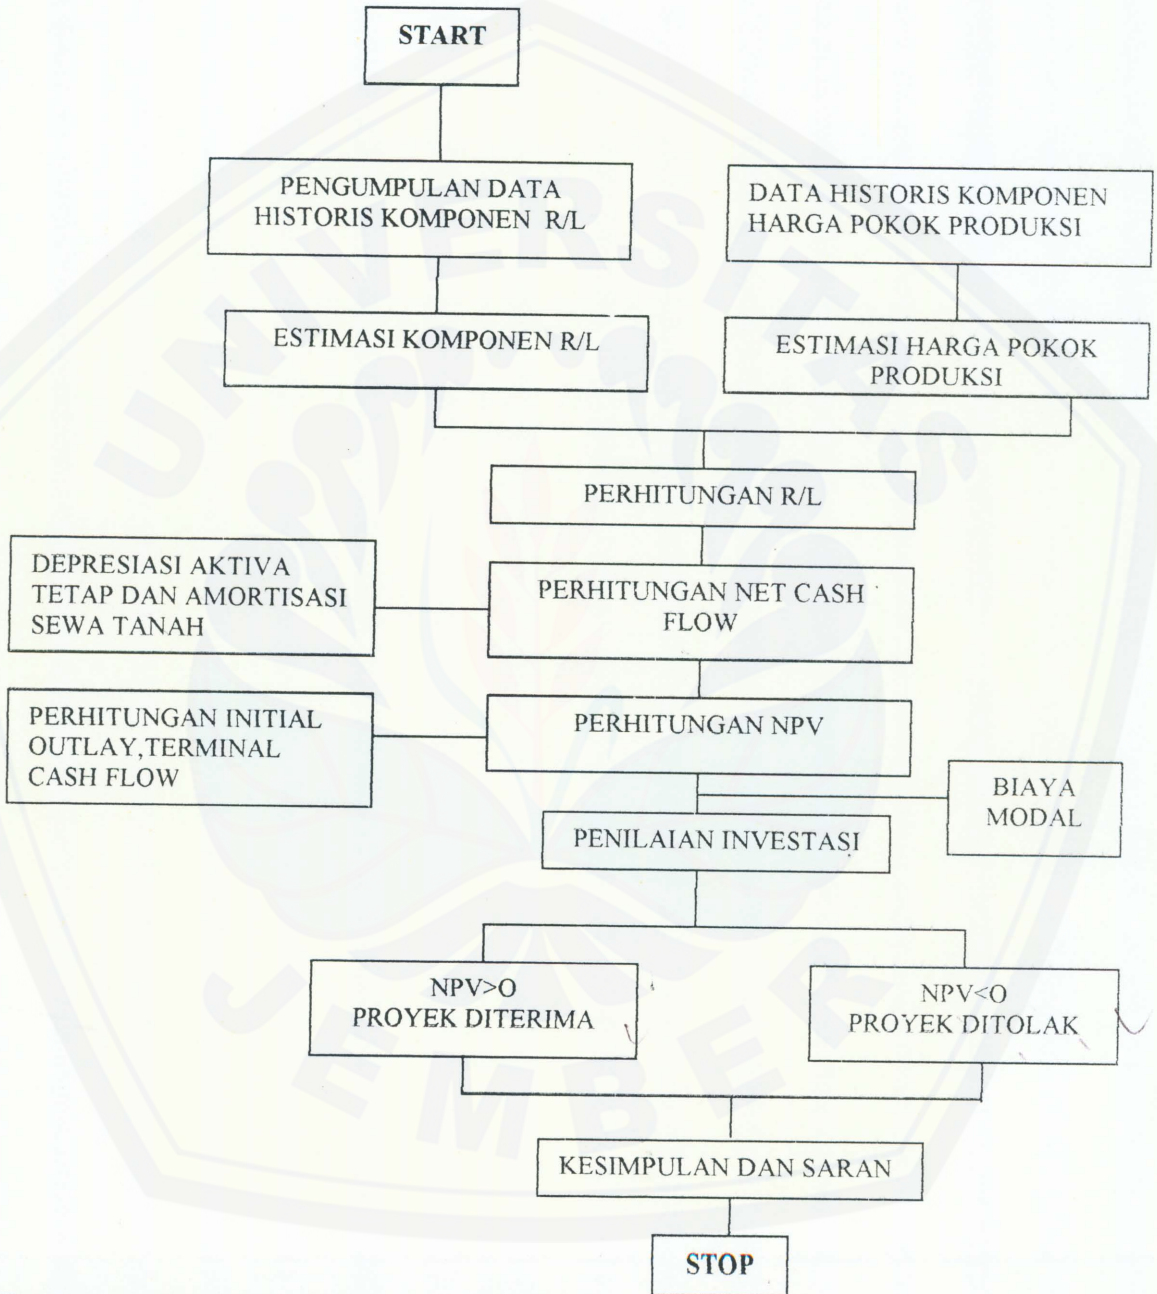 START
PENGUMPULAN DATA
HISTORIS KOMPONEN R/L
DATA HISTORIS KOMPONEN
HARGA POKOK PRODUKSI
ESTIMASI KOMPONEN R/L
ESTIMASI HARGA POKOK
PRODUKSI
PERHITUNGAN R/L
DEPRESIASI AKTIVA
TETAP DAN AMORTISASI
SEWA TANAH
PERHITUNGAN NET CASH
FLOW
PERHITUNGAN INITIAL
OUTLAY,TERMINAL
CASH FLOW
PERHITUNGAN NPV
BIAYA
MODAL
PENILAIAN INVESTASI
NPV>O
PROYEK DITERIMA
NPV<O
PROYEK DITOLAK
KESIMPULAN DAN SARAN
STOP
UNIVERSITAS
JEMBER